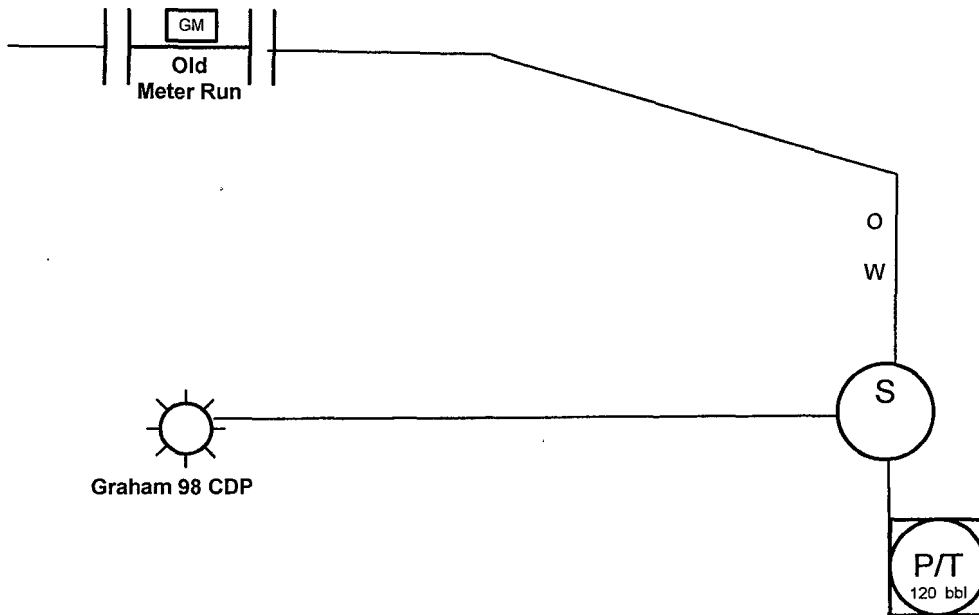 GM
Old
Meter Run
O
W
S
Graham 98 CDP
P/T
120 bbl